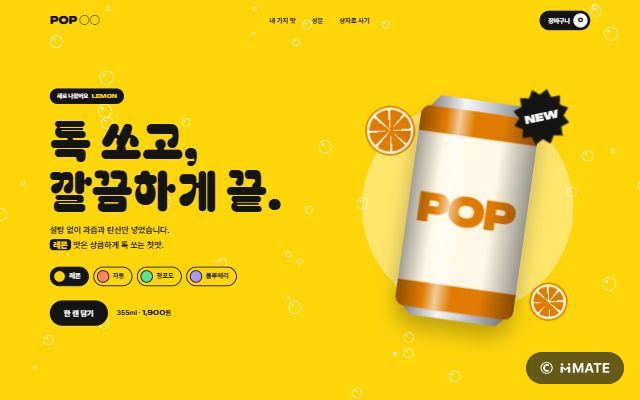 POP
네 가지 맛
성분
상자로 사기
장바구니 0
새로 나왔어요 LEMON
톡 쏘고,
깔끔하게 끝.
설탕 없이 과즙과 탄산만 넣었습니다.
레몬 맛은 상큼하게 톡 쏘는 첫맛.
레몬
자몽
청포도
블루베리
한 캔 담기
355ml · 1,900원
NEW
POP
© MMATE